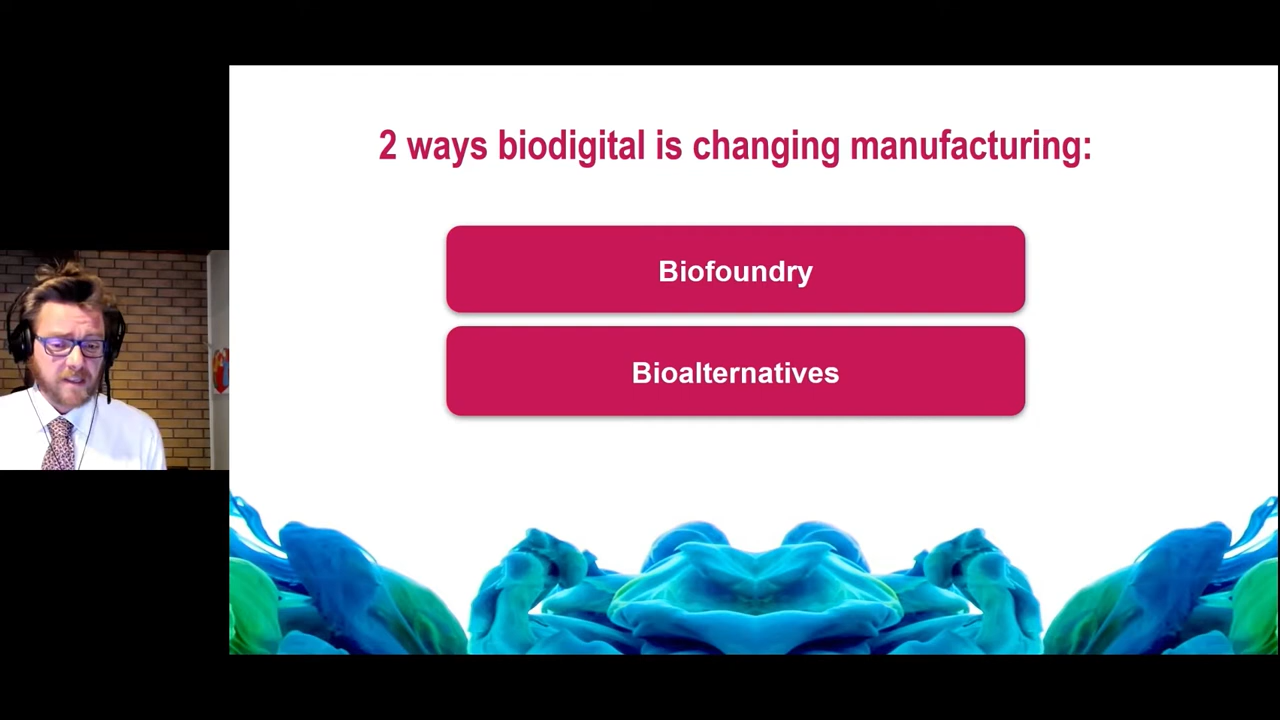 2 ways biodigital is changing manufacturing:
Biofoundry
Bioalternatives